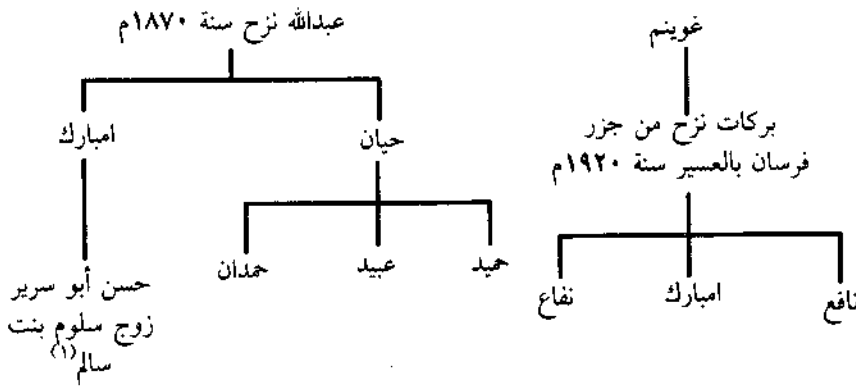 غوينم
بركات نزح من جزر
فرسان بالعسير سنة ١٩٢٠م
نافع
امبارك
نفاع
عبدالله نزح سنة ١٨٧٠م
حيان
امبارك
حميد
عبيد
حمدان
حسن أبو سرير
زوج سلوم بنت
سالم(١)